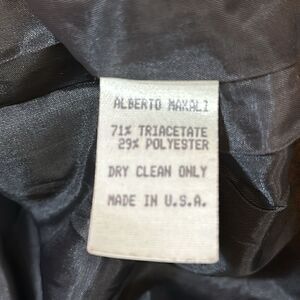 ALBERTO MAKALI
71% TRIACETATE
29% POLYESTER
DRY CLEAN ONLY
MADE IN U.S.A.